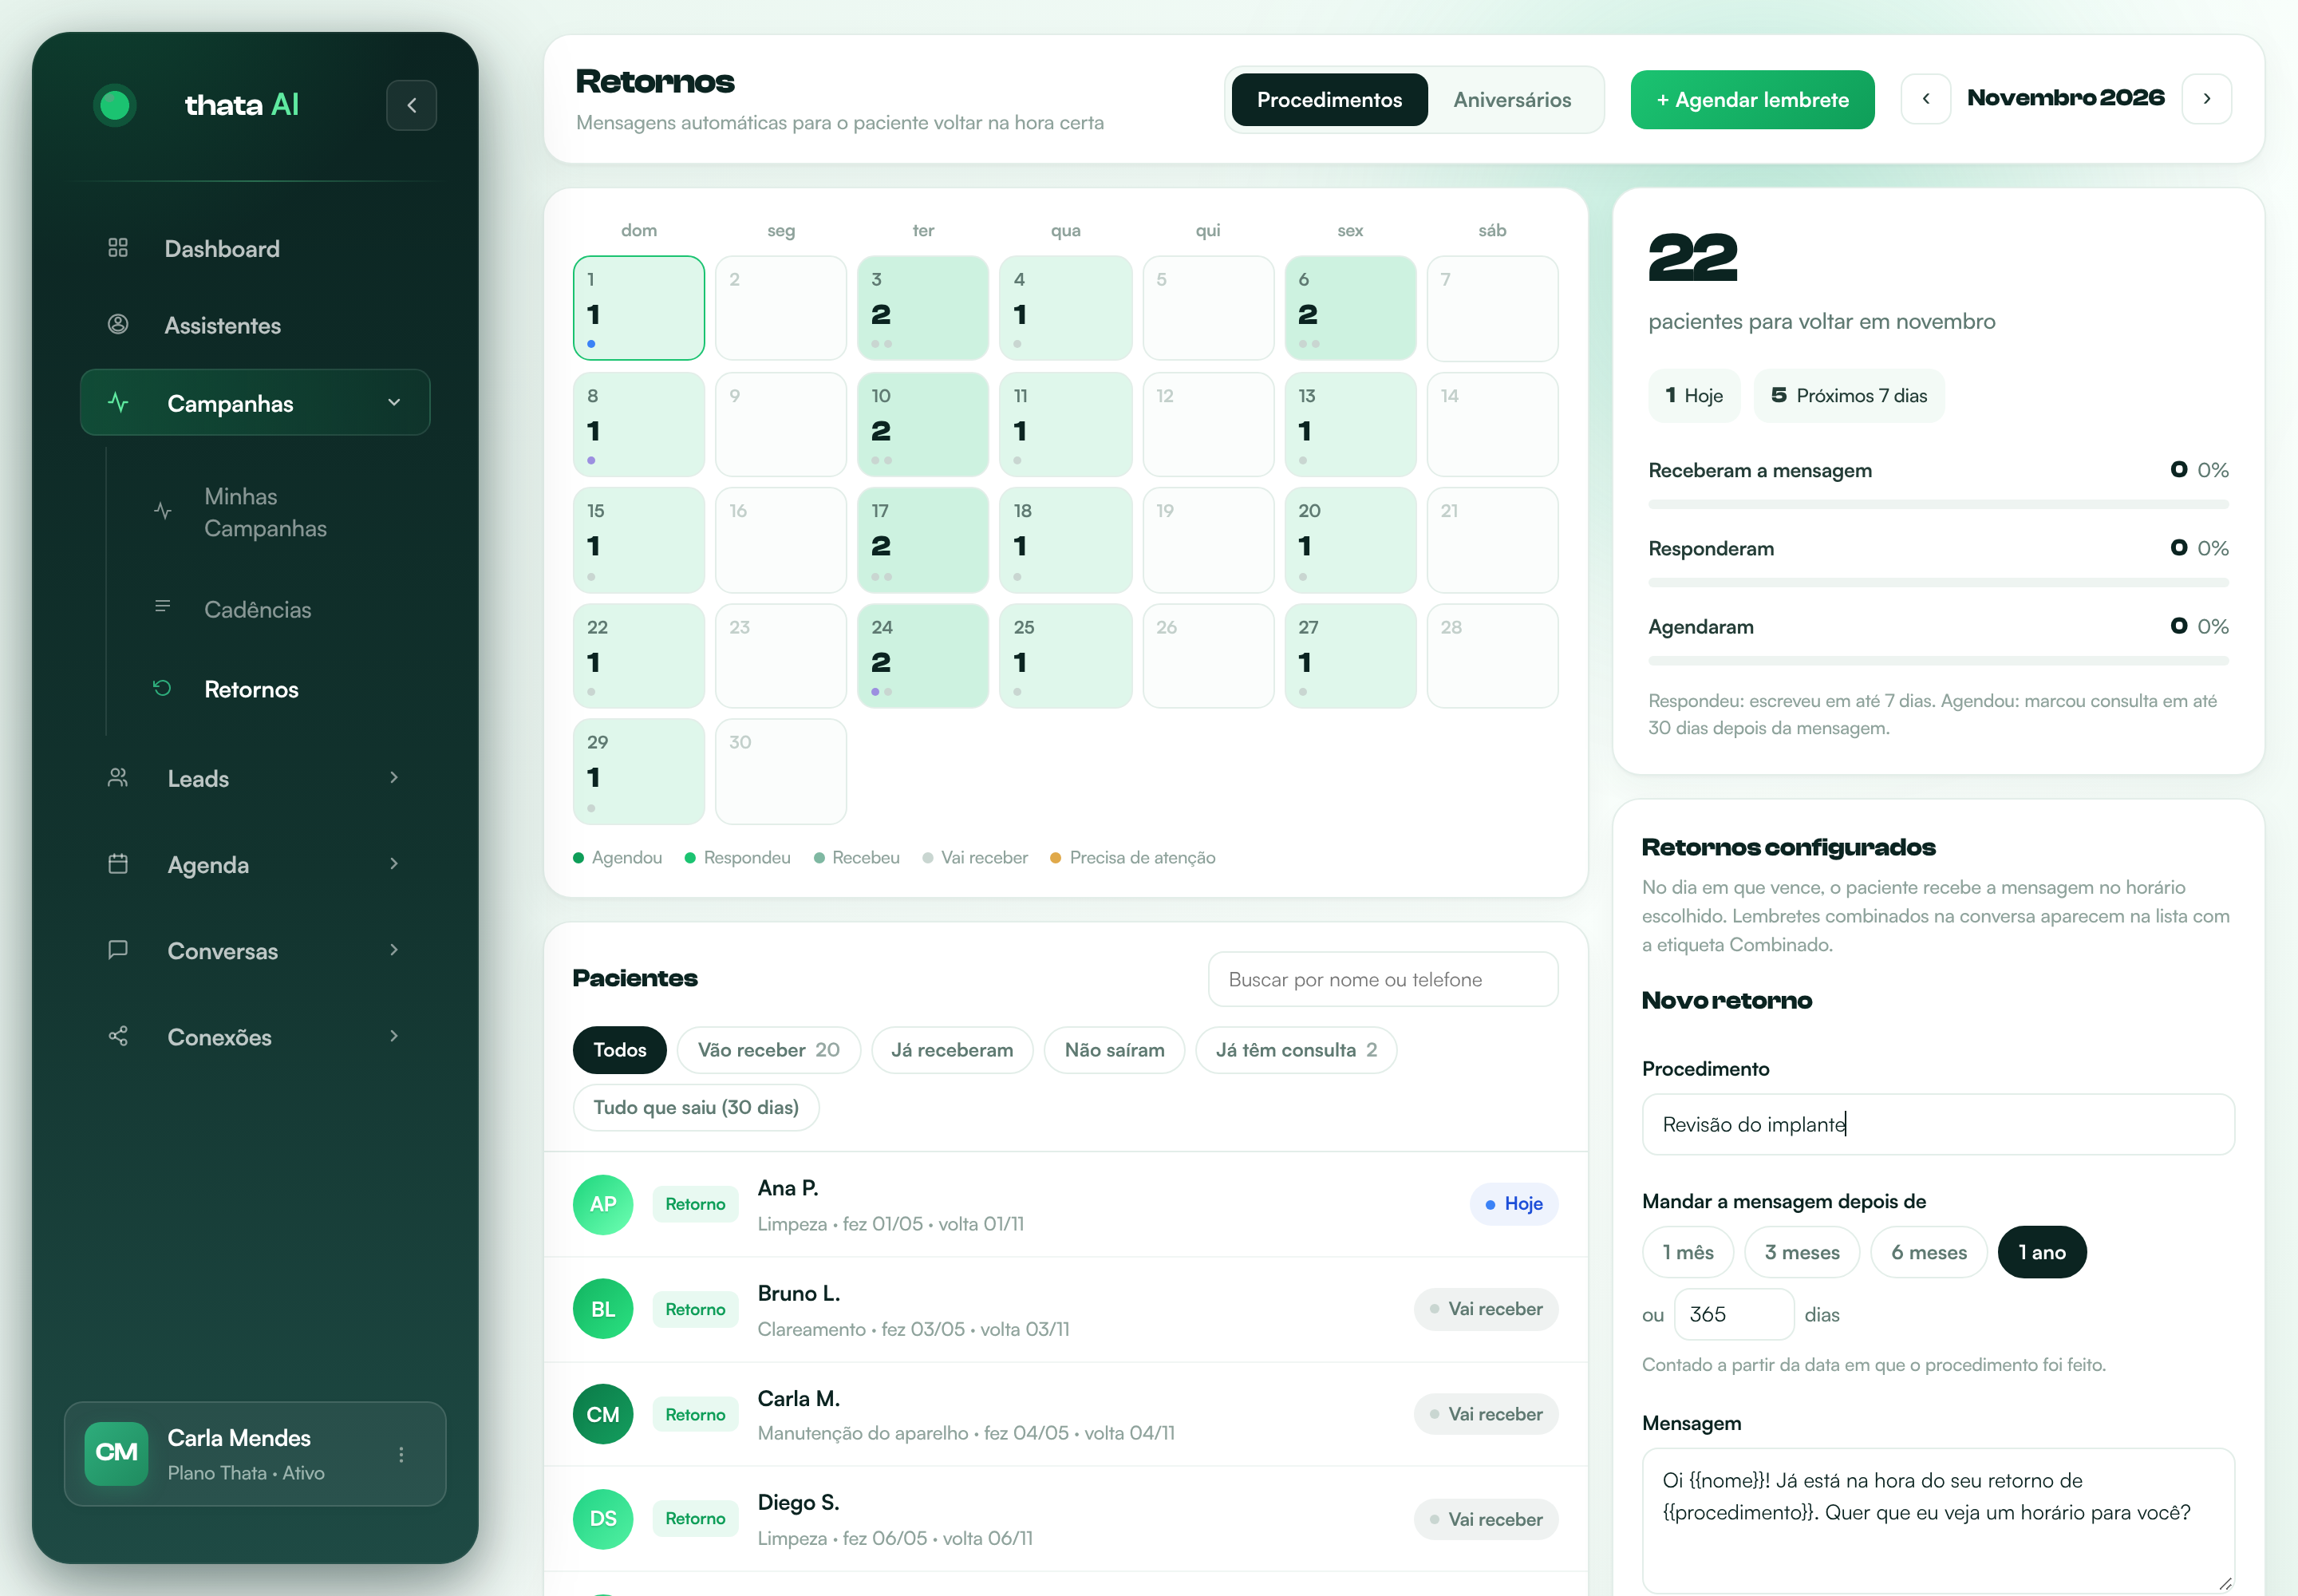 thata AI
Dashboard
Assistentes
Campanhas
Minhas
Campanhas
Cadências
Retornos
Leads
Agenda
Conversas
Conexões
CM
Carla Mendes
Plano Thata · Ativo
Retornos
Mensagens automáticas para o paciente voltar na hora certa
Procedimentos
Aniversários
+ Agendar lembrete
Novembro 2026
dom seg ter qua qui sex sáb
1 2 3 4 5 6 7
1 2 1 2
8 9 10 11 12 13 14
1 2 1 1
15 16 17 18 19 20 21
1 2 1 1
22 23 24 25 26 27 28
1 2 1 1
29 30
1
Agendou Respondeu Recebeu Vai receber Precisa de atenção
Pacientes
Buscar por nome ou telefone
Todos
Vão receber 20
Já receberam
Não saíram
Já têm consulta 2
Tudo que saiu (30 dias)
AP
Retorno
Ana P.
Limpeza · fez 01/05 · volta 01/11
Hoje
BL
Retorno
Bruno L.
Clareamento · fez 03/05 · volta 03/11
Vai receber
CM
Retorno
Carla M.
Manutenção do aparelho · fez 04/05 · volta 04/11
Vai receber
DS
Retorno
Diego S.
Limpeza · fez 06/05 · volta 06/11
Vai receber
22
pacientes para voltar em novembro
1 Hoje
5 Próximos 7 dias
Receberam a mensagem 0 0%
Responderam 0 0%
Agendaram 0 0%
Respondeu: escreveu em até 7 dias. Agendou: marcou consulta em até
30 dias depois da mensagem.
Retornos configurados
No dia em que vence, o paciente recebe a mensagem no horário
escolhido. Lembretes combinados na conversa aparecem na lista com
a etiqueta Combinado.
Novo retorno
Procedimento
Revisão do implante
Mandar a mensagem depois de
1 mês
3 meses
6 meses
1 ano
ou 365 dias
Contado a partir da data em que o procedimento foi feito.
Mensagem
Oi {{nome}}! Já está na hora do seu retorno de
{{procedimento}}. Quer que eu veja um horário para você?